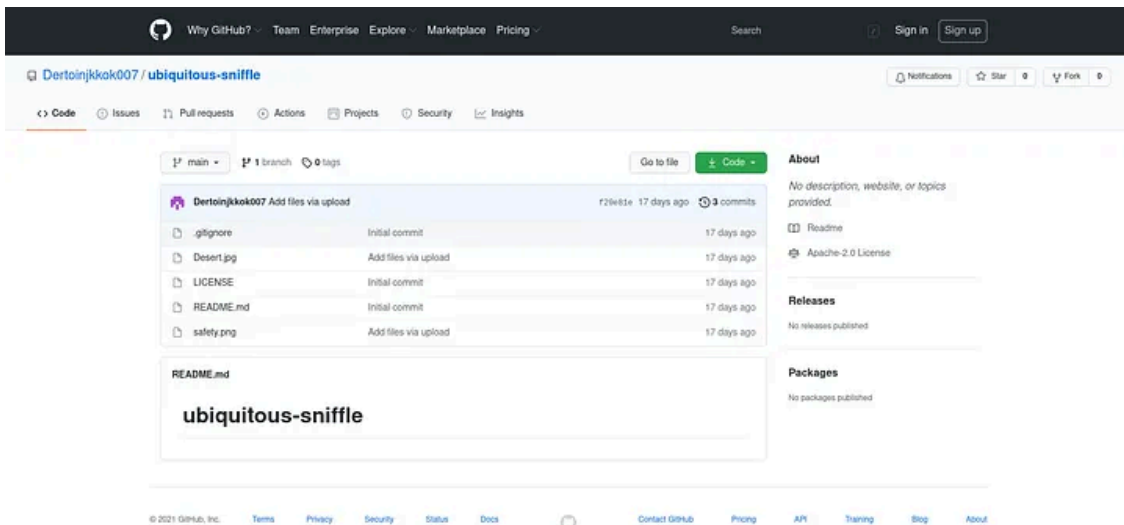 Why GitHub? Team Enterprise Explore Marketplace Pricing Search / Sign in Sign up
Dertoinjkkok007 / ubiquitous-sniffle Notifications Star 0 Fork 0
Code Issues Pull requests Actions Projects Security Insights
main 1 branch 0 tags Go to file Code
Dertoinjkkok007 Add files via upload 17 days ago 3 commits
.gitignore Initial commit 17 days ago
Desert.jpg Add files via upload 17 days ago
LICENSE Initial commit 17 days ago
README.md Initial commit 17 days ago
safety.png Add files via upload 17 days ago
README.md
ubiquitous-sniffle
About
No description, website, or topics
provided.
Readme
Apache-2.0 License
Releases
No releases published
Packages
No packages published
© 2021 GitHub, Inc. Terms Privacy Security Status Docs Contact GitHub Pricing API Training Blog About